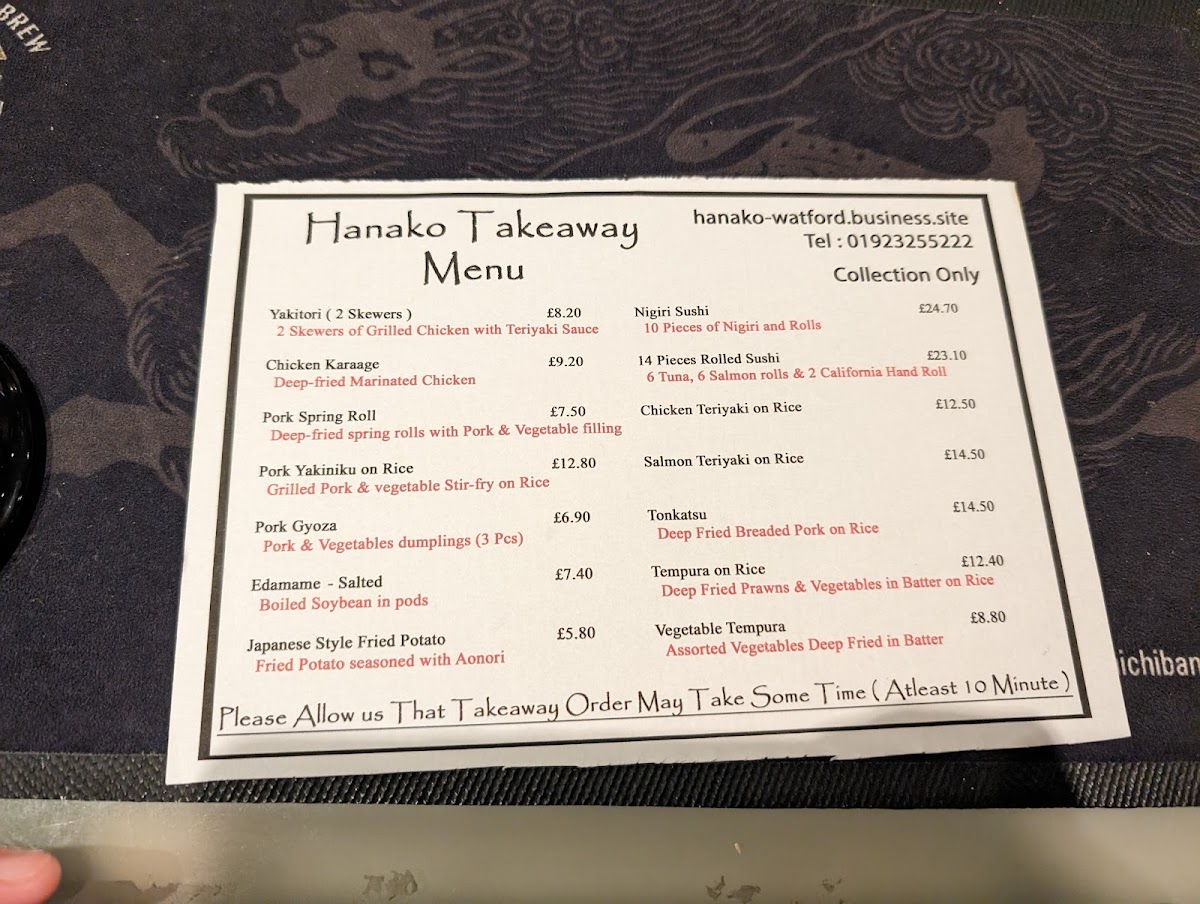 BREW
Hanako Takeaway
Menu
hanako-watford.business.site
Tel : 01923255222
Collection Only
Yakitori ( 2 Skewers ) £8.20
2 Skewers of Grilled Chicken with Teriyaki Sauce
Chicken Karaage £9.20
Deep-fried Marinated Chicken
Pork Spring Roll £7.50
Deep-fried spring rolls with Pork & Vegetable filling
Pork Yakiniku on Rice £12.80
Grilled Pork & vegetable Stir-fry on Rice
Pork Gyoza £6.90
Pork & Vegetables dumplings (3 Pcs)
Edamame - Salted £7.40
Boiled Soybean in pods
Japanese Style Fried Potato £5.80
Fried Potato seasoned with Aonori
Nigiri Sushi £24.70
10 Pieces of Nigiri and Rolls
14 Pieces Rolled Sushi £23.10
6 Tuna, 6 Salmon rolls & 2 California Hand Roll
Chicken Teriyaki on Rice £12.50
Salmon Teriyaki on Rice £14.50
Tonkatsu £14.50
Deep Fried Breaded Pork on Rice
Tempura on Rice £12.40
Deep Fried Prawns & Vegetables in Batter on Rice
Vegetable Tempura £8.80
Assorted Vegetables Deep Fried in Batter
Please Allow us That Takeaway Order May Take Some Time ( Atleast 10 Minute )
ichiban